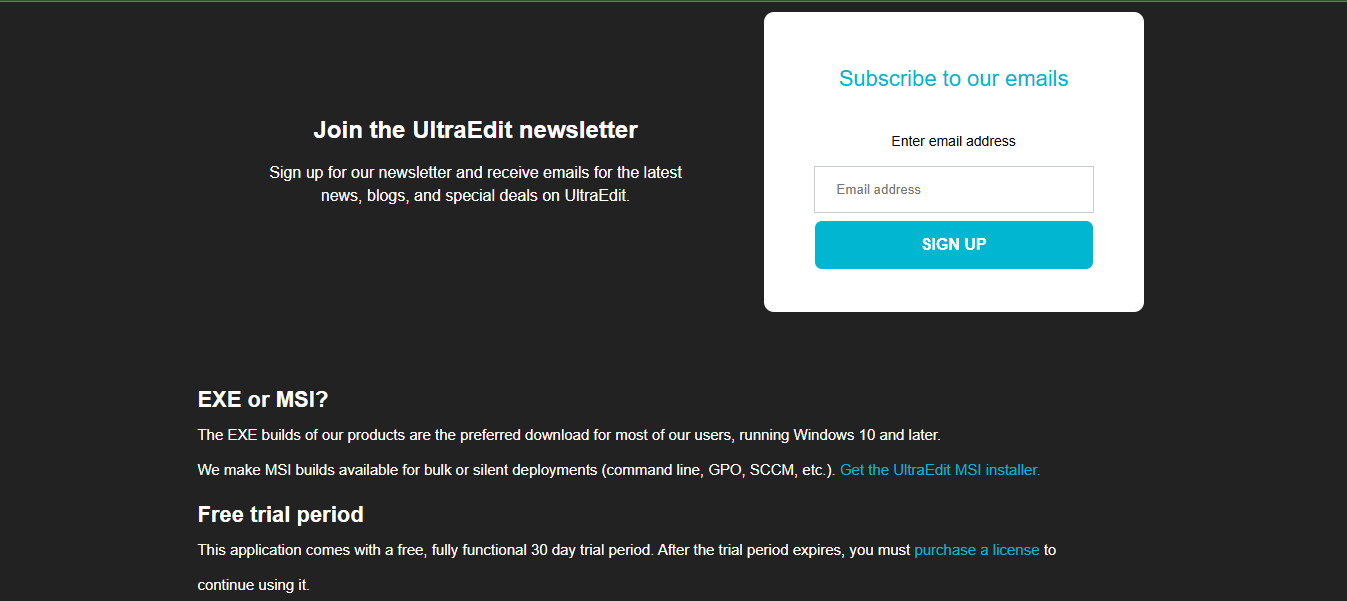 Join the UltraEdit newsletter
Sign up for our newsletter and receive emails for the latest
news, blogs, and special deals on UltraEdit.
Subscribe to our emails
Enter email address
Email address
SIGN UP
EXE or MSI?
The EXE builds of our products are the preferred download for most of our users, running Windows 10 and later.
We make MSI builds available for bulk or silent deployments (command line, GPO, SCCM, etc.). Get the UltraEdit MSI installer.
Free trial period
This application comes with a free, fully functional 30 day trial period. After the trial period expires, you must purchase a license to
continue using it.